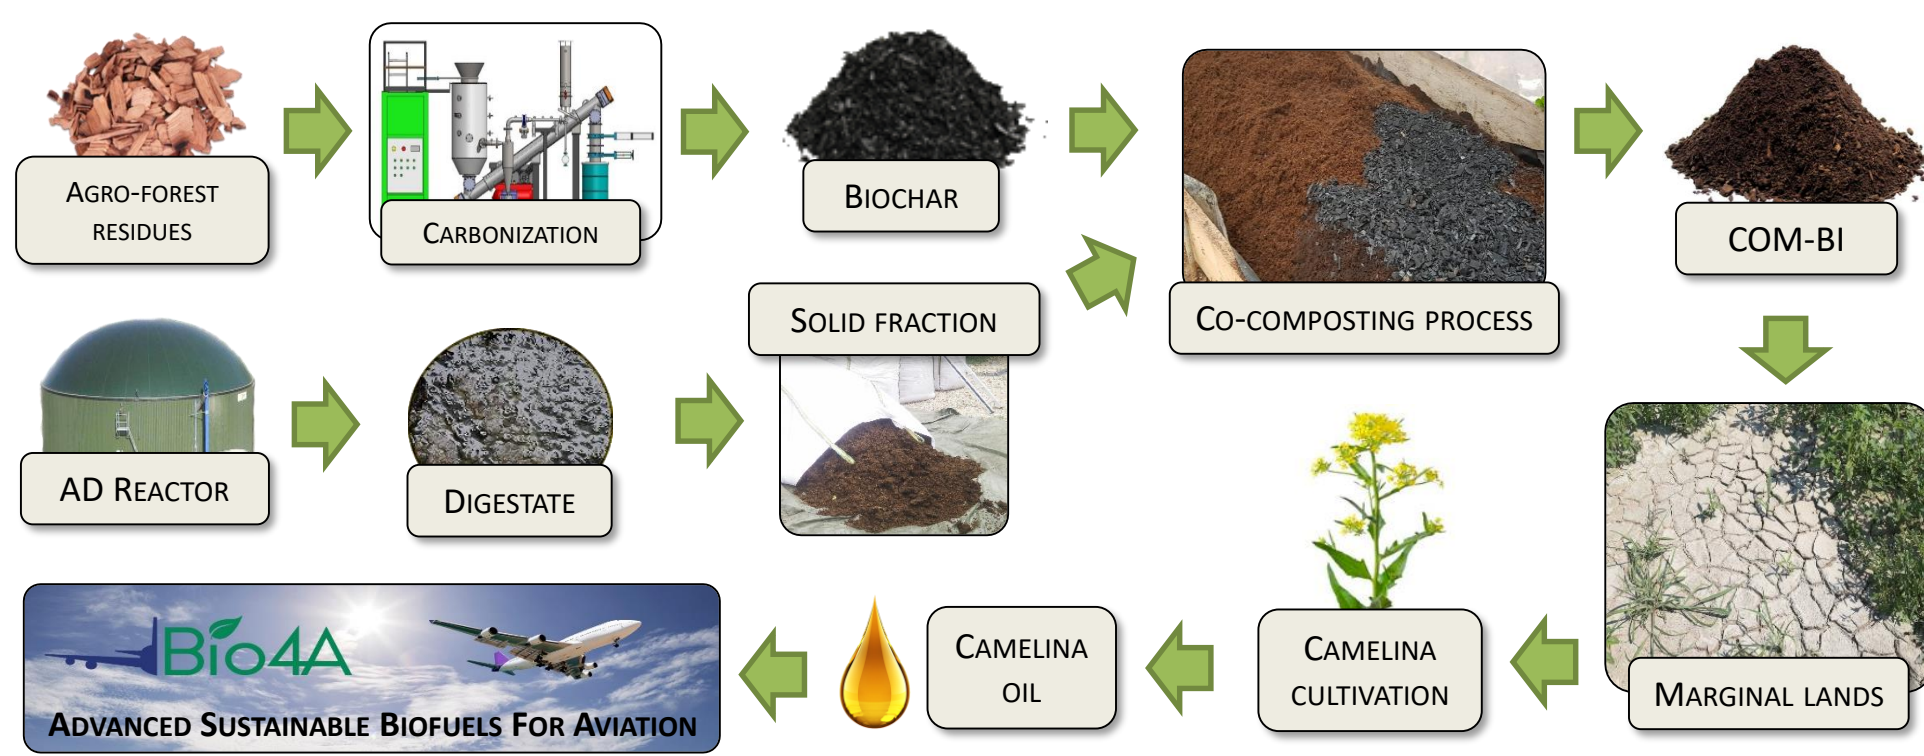 AGRO-FOREST
RESIDUES
CARBONIZATION
BIOCHAR
CO-COMPOSTING PROCESS
COM-BI
AD REACTOR
DIGESTATE
SOLID FRACTION
MARGINAL LANDS
CAMELINA
CULTIVATION
CAMELINA
OIL
Bio4A
ADVANCED SUSTAINABLE BIOFUELS FOR AVIATION